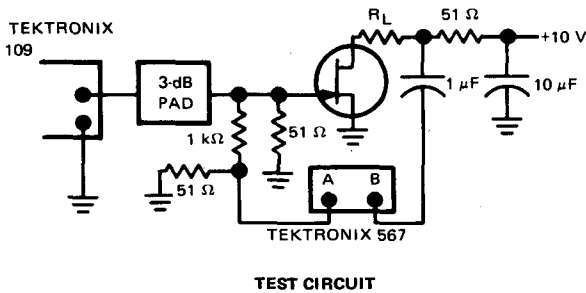 TEKTRONIX
109
3-dB
PAD
1 kΩ
51 Ω
51 Ω
RL
51 Ω
+10 V
1 μF
10 μF
A B
TEKTRONIX 567
TEST CIRCUIT